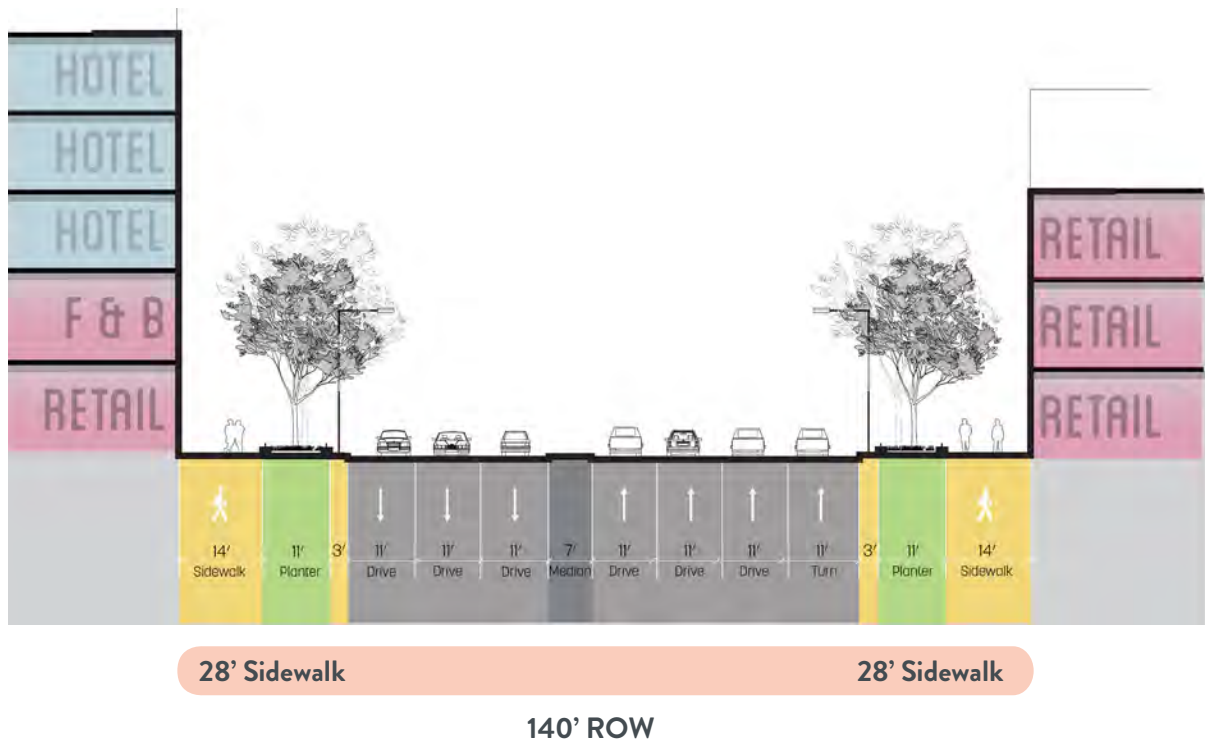 HOTEL
HOTEL
HOTEL
F & B
RETAIL
RETAIL
RETAIL
RETAIL
14' 11' 3' 11' 11' 11' 7' 11' 11' 11' 11' 3' 11' 14'
Sidewalk Planter Drive Drive Drive Median Drive Drive Drive Turn Planter Sidewalk
28’ Sidewalk 28’ Sidewalk
140’ ROW